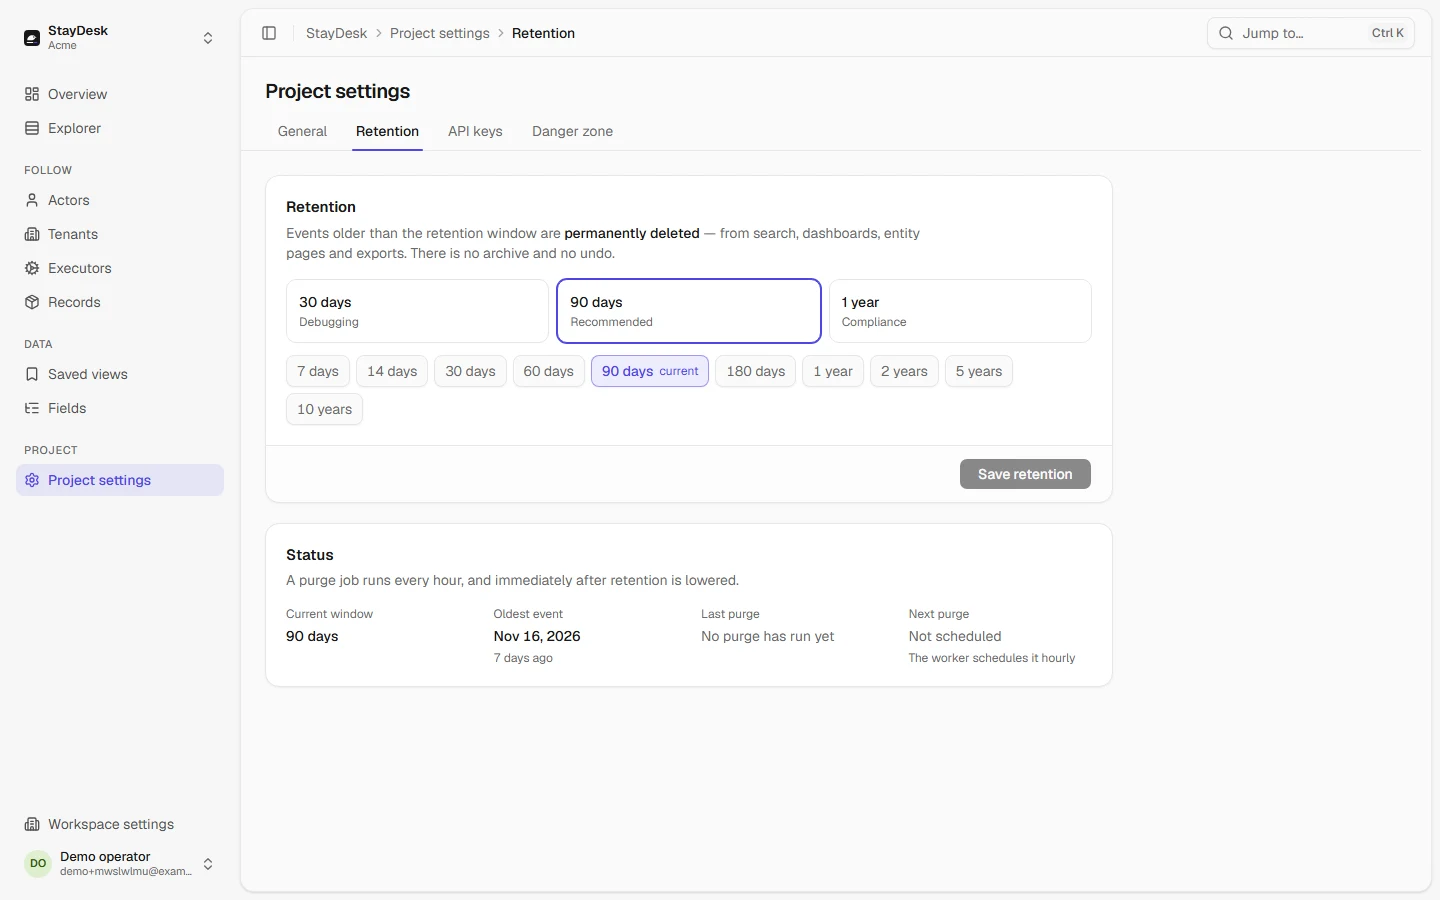 StayDesk
Acme
Overview
Explorer
FOLLOW
Actors
Tenants
Executors
Records
DATA
Saved views
Fields
PROJECT
Project settings
Workspace settings
DO
Demo operator
demo+mwslwlmu@exam...
StayDesk > Project settings > Retention
Jump to... Ctrl K
Project settings
General Retention API keys Danger zone
Retention
Events older than the retention window are permanently deleted — from search, dashboards, entity
pages and exports. There is no archive and no undo.
30 days
Debugging
90 days
Recommended
1 year
Compliance
7 days 14 days 30 days 60 days 90 days current 180 days 1 year 2 years 5 years
10 years
Save retention
Status
A purge job runs every hour, and immediately after retention is lowered.
Current window
90 days
Oldest event
Nov 16, 2026
7 days ago
Last purge
No purge has run yet
Next purge
Not scheduled
The worker schedules it hourly